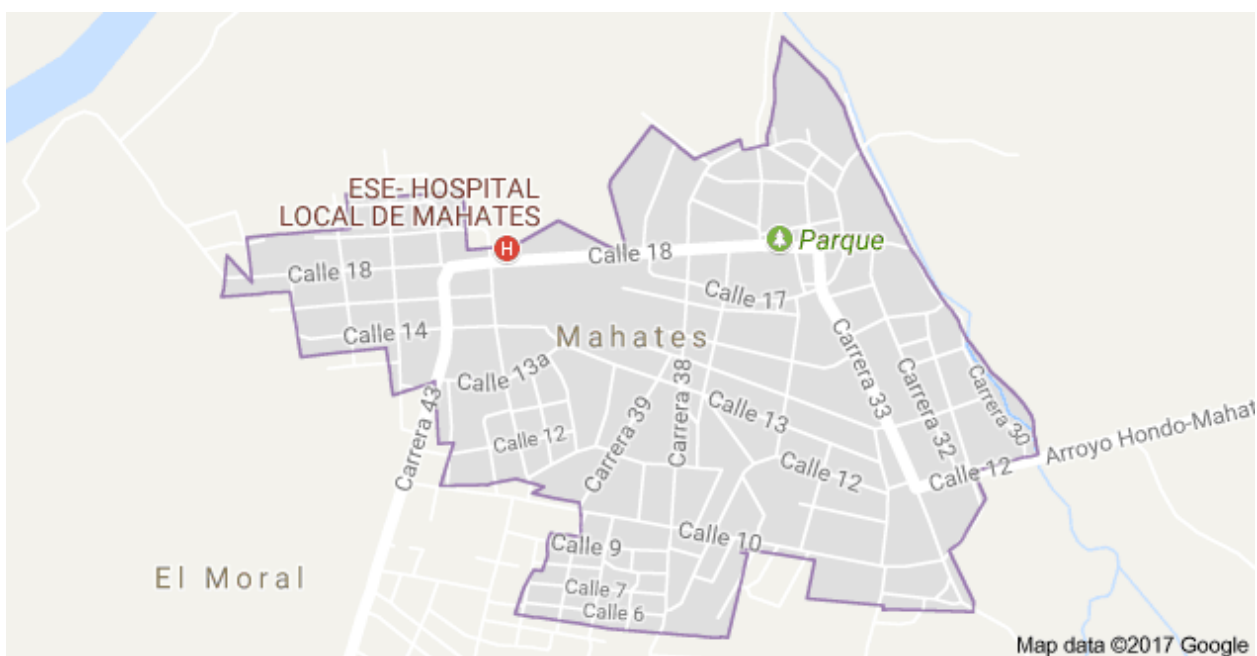 ESE- HOSPITAL
LOCAL DE MAHATES
Parque
Calle 18
Calle 18
Calle 17
Calle 14
Mahates
Calle 13a
Carrera 33
Carrera 32
Carrera 30
Carrera 43
Carrera 39
Carrera 38
Calle 13
Calle 12
Calle 12
Calle 12
Arroyo Hondo-Mahat
Calle 10
Calle 9
El Moral
Calle 7
Calle 6
Map data ©2017 Google